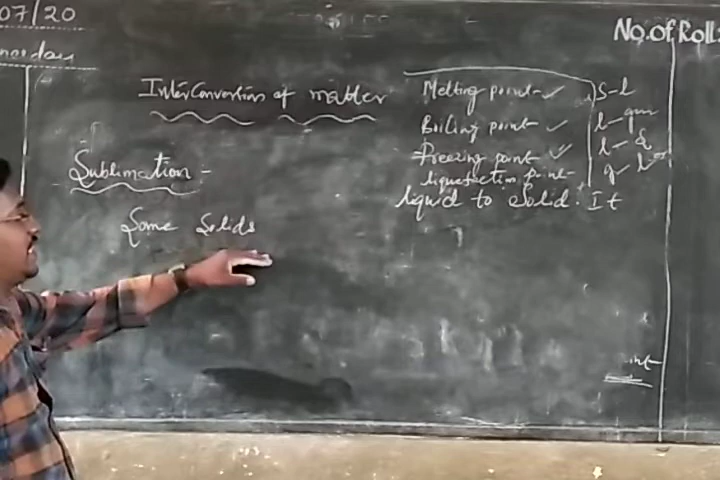 07/20
No. of Roll:
InterConvertion of matter
Melting point- ✓ S-l
Boiling point- ✓ l-gas
Freezing point- ✓ l-S
liquefaction point- g-l
Sublimation -
liquid to Solid. It
Some Solids